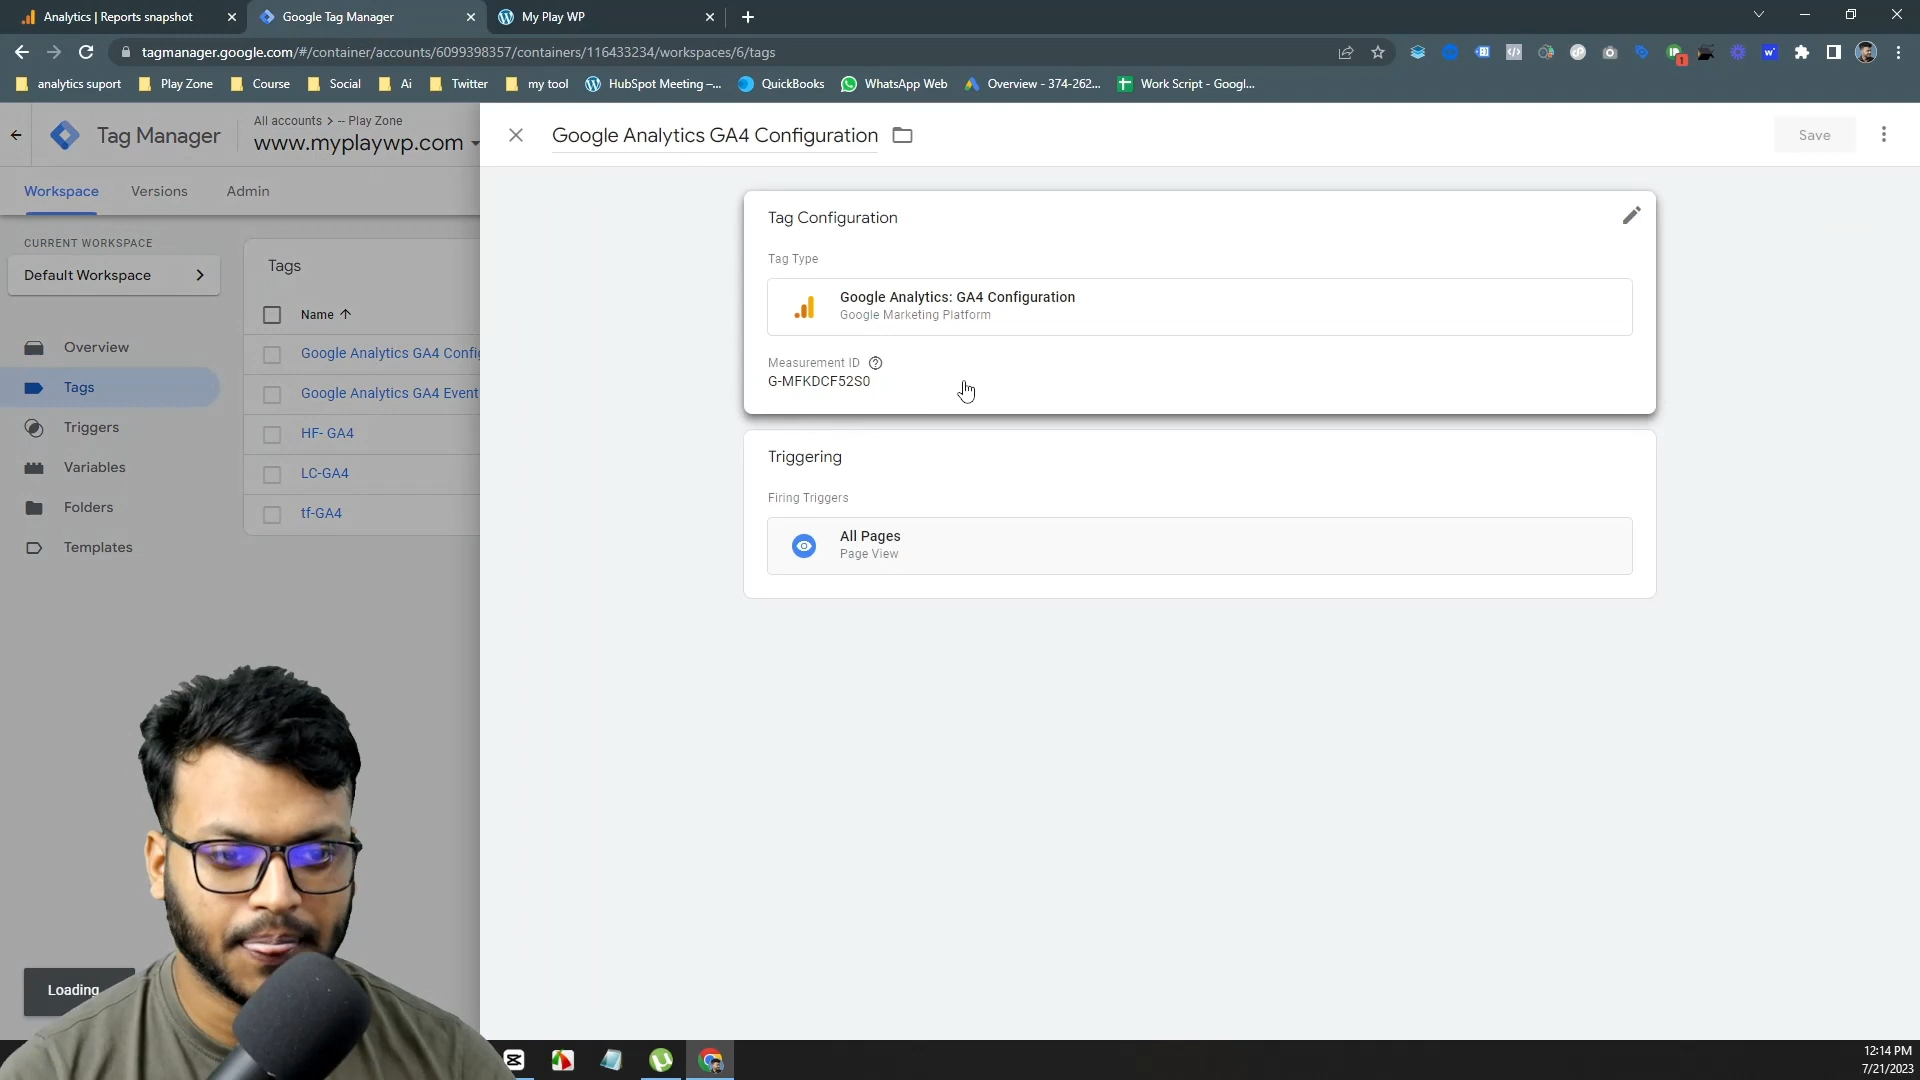 Analytics | Reports snapshot
Google Tag Manager
My Play WP
tagmanager.google.com/#/container/accounts/6099398357/containers/116433234/workspaces/6/tags
analytics suport
Play Zone
Course
Social
Ai
Twitter
my tool
HubSpot Meeting –...
QuickBooks
WhatsApp Web
Overview - 374-262...
Work Script - Googl...
Tag Manager
All accounts > -- Play Zone
www.myplaywp.com
Google Analytics GA4 Configuration
Save
Workspace
Versions
Admin
CURRENT WORKSPACE
Default Workspace
Overview
Tags
Triggers
Variables
Folders
Templates
Tags
Name
Google Analytics GA4 Confi
Google Analytics GA4 Event
HF- GA4
LC-GA4
tf-GA4
Tag Configuration
Tag Type
Google Analytics: GA4 Configuration
Google Marketing Platform
Measurement ID
G-MFKDCF52S0
Triggering
Firing Triggers
All Pages
Page View
Loading
12:14 PM
7/21/2023